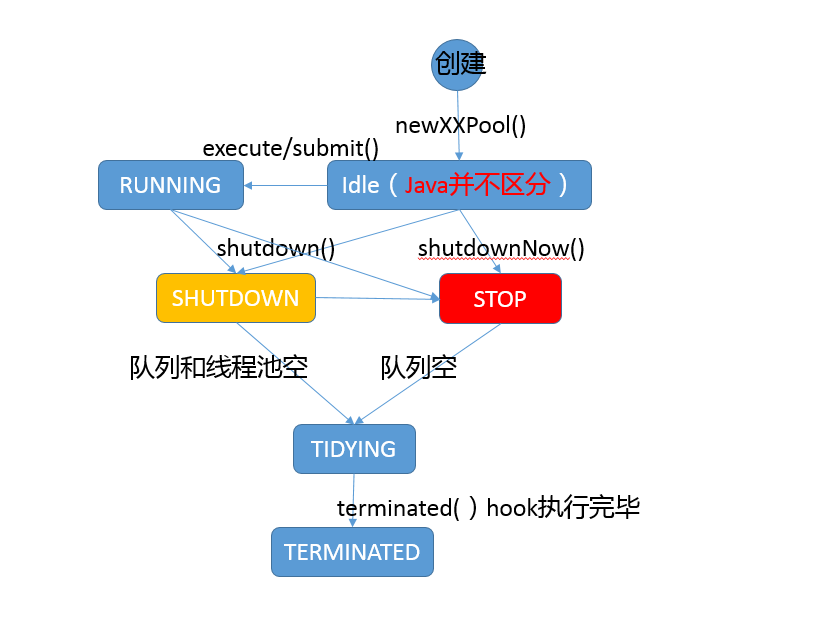 创建
newXXPool()
execute/submit()
RUNNING
Idle（Java并不区分）
shutdown()
shutdownNow()
SHUTDOWN
STOP
队列和线程池空
队列空
TIDYING
terminated(）hook执行完毕
TERMINATED